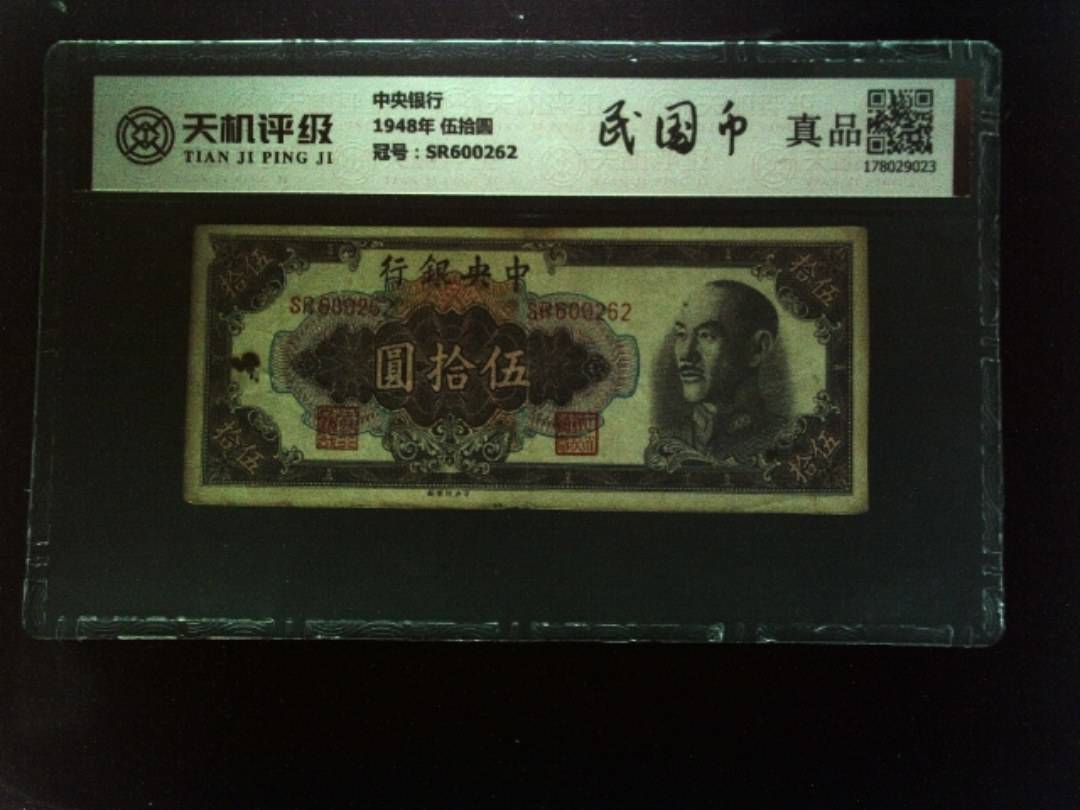 天机评级
TIAN JI PING JI
中央银行
1948年 伍拾圆
冠号：SR600262
民国币
真品
178029023
拾伍
行銀央中
拾伍
SR600262
SR600262
圓拾伍
拾伍
拾伍